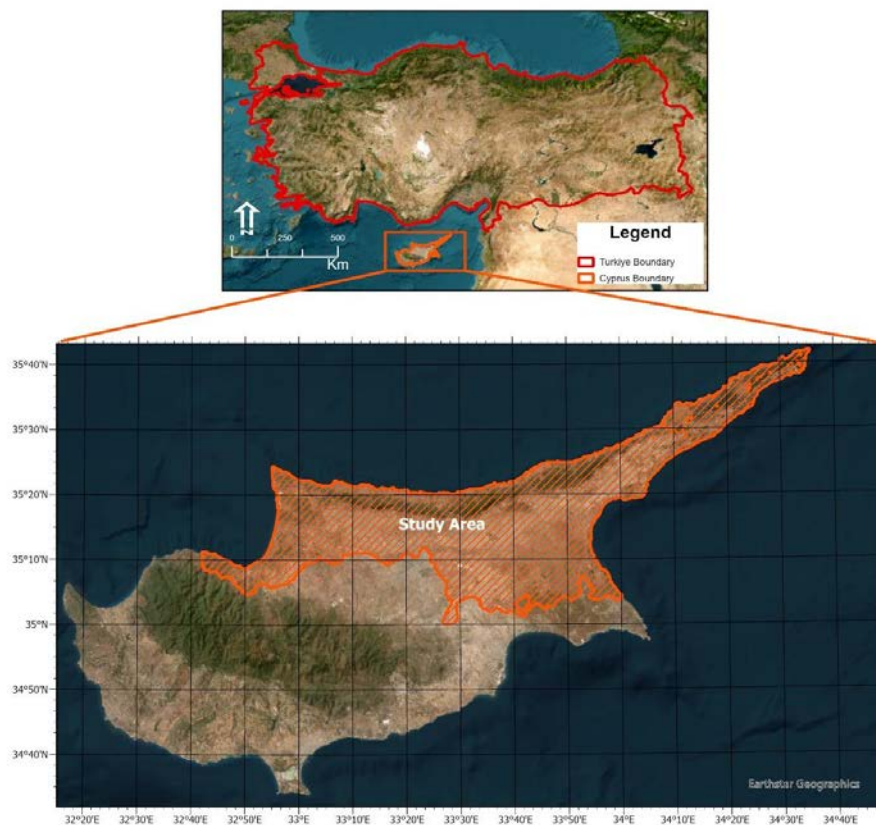 N
0 250 500
Km
Legend
Turkiye Boundary
Cyprus Boundary
35°40'N
35°30'N
35°20'N
Study Area
35°10'N
35°N
34°50'N
34°40'N
Earthstar Geographics
32°20'E 32°30'E 32°40'E 32°50'E 33°E 33°10'E 33°20'E 33°30'E 33°40'E 33°50'E 34°E 34°10'E 34°20'E 34°30'E 34°40'E